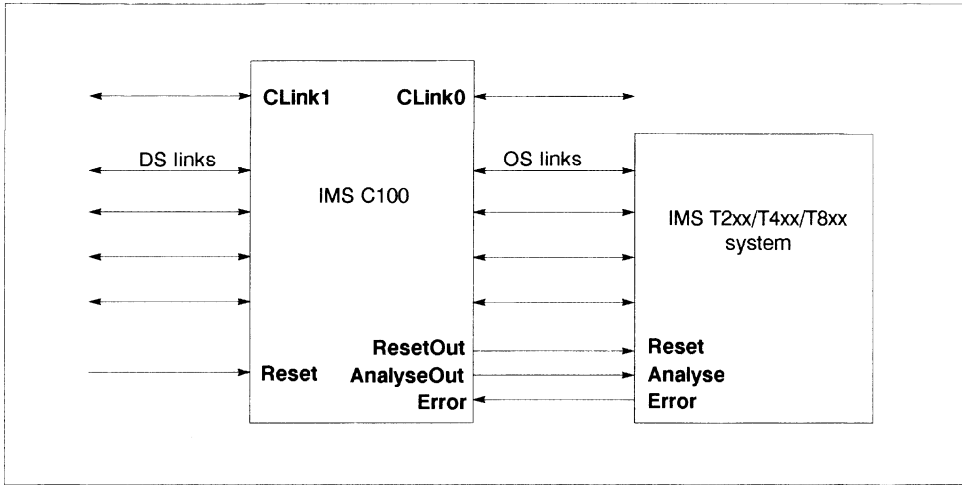 CLink1 CLink0
DS links OS links
IMS C100
IMS T2xx/T4xx/T8xx
system
ResetOut Reset
Reset AnalyseOut Analyse
Error Error